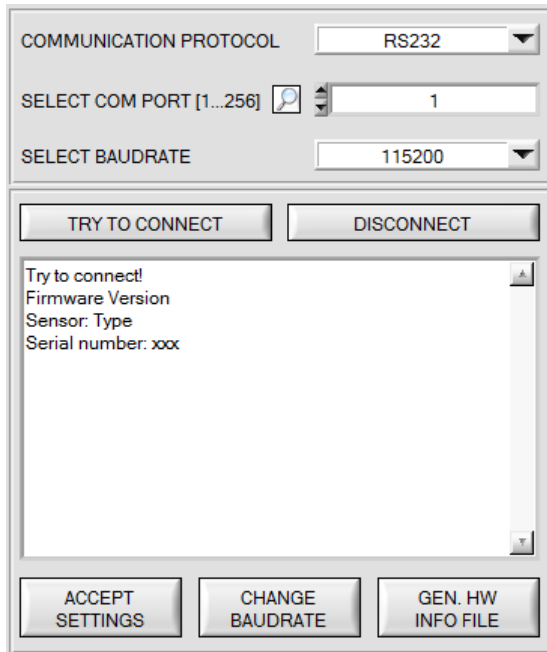 COMMUNICATION PROTOCOL RS232
SELECT COM PORT [1...256] 1
SELECT BAUDRATE 115200
TRY TO CONNECT DISCONNECT
Try to connect!
Firmware Version
Sensor: Type
Serial number: xxx
ACCEPT SETTINGS
CHANGE BAUDRATE
GEN. HW INFO FILE